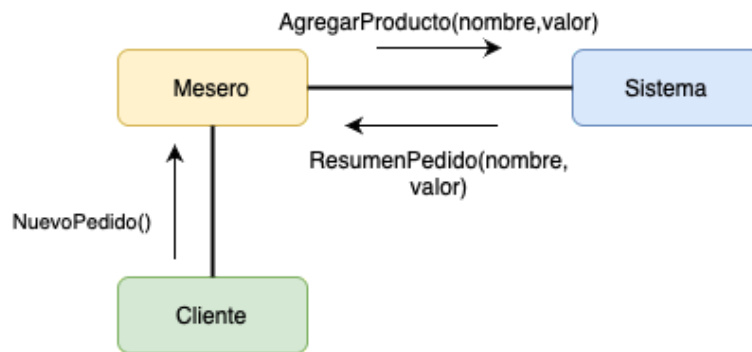 AgregarProducto(nombre,valor)
Mesero
Sistema
ResumenPedido(nombre,
valor)
NuevoPedido()
Cliente